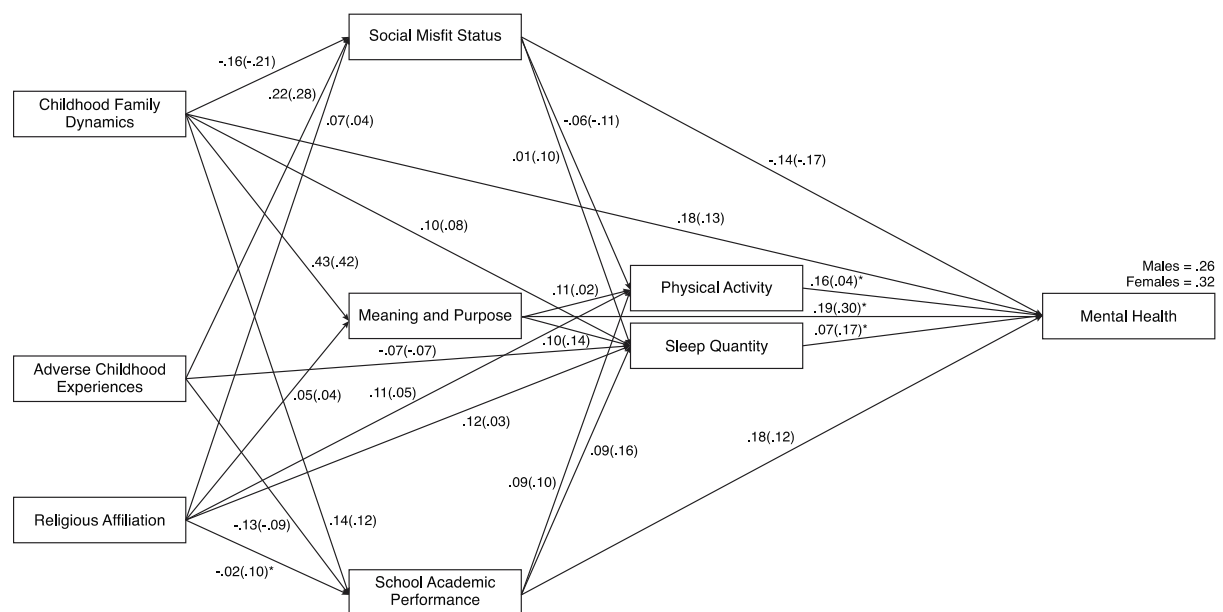 Social Misfit Status
-.16(-.21)
.22(.28)
Childhood Family
Dynamics
.07(.04)
-.06(-.11)
.01(.10)
-.14(-.17)
.10(.08)
.18(.13)
.43(.42)
Males = .26
Females = .32
Physical Activity
.16(.04)*
.11(.02)
Meaning and Purpose
.19(.30)*
Mental Health
.07(.17)*
.10(.14)
Sleep Quantity
-.07(-.07)
Adverse Childhood
Experiences
.05(.04)
.11(.05)
.12(.03)
.18(.12)
.09(.16)
.09(.10)
Religious Affiliation
-.13(-.09)
.14(.12)
-.02(.10)*
School Academic
Performance